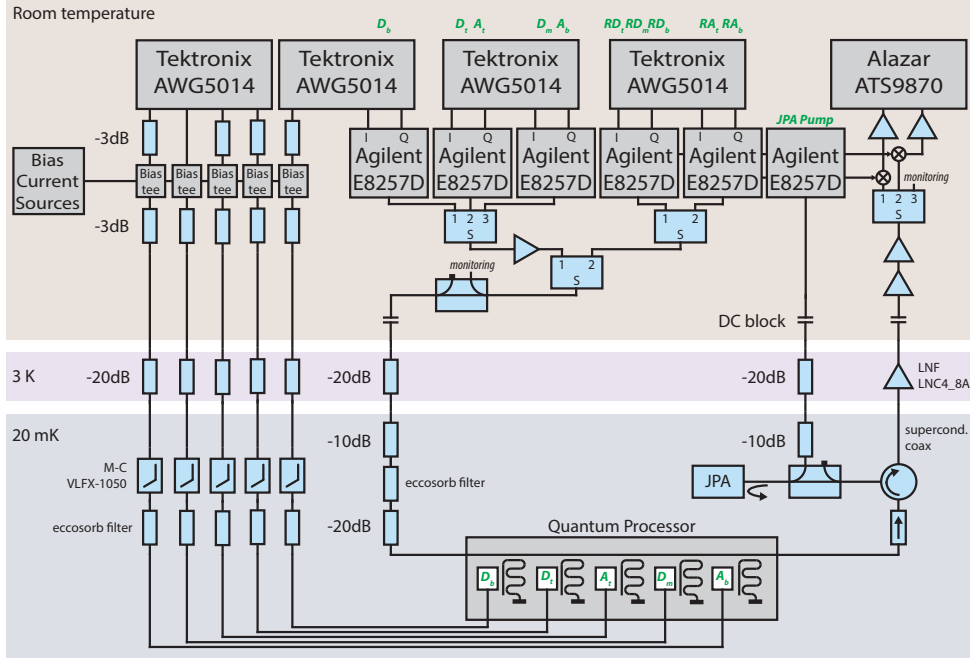 Room temperature
D_b
D_t A_t
D_m A_b
RD_t RD_m RD_b
RA_t RA_b
Tektronix
AWG5014
Tektronix
AWG5014
Tektronix
AWG5014
Tektronix
AWG5014
Alazar
ATS9870
JPA Pump
-3dB
I Q
Agilent
E8257D
I Q
Agilent
E8257D
I Q
Agilent
E8257D
I Q
Agilent
E8257D
I Q
Agilent
E8257D
Agilent
E8257D
Bias
Current
Sources
Bias
tee
Bias
tee
Bias
tee
Bias
tee
Bias
tee
monitoring
1 2 3
S
1 2
S
1 2 3
S
-3dB
1 2
S
monitoring
DC block
3 K
-20dB
-20dB
-20dB
LNF
LNC4_8A
20 mK
-10dB
-10dB
supercond.
coax
M-C
VLFX-1050
eccosorb filter
JPA
eccosorb filter
-20dB
Quantum Processor
D_b
D_t
A_t
D_m
A_b